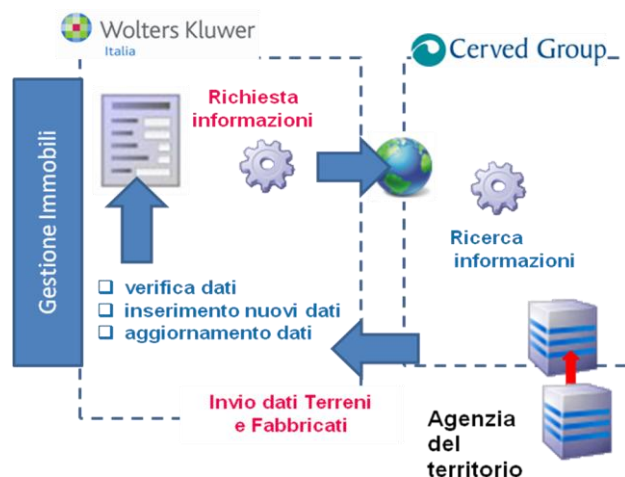 Wolters Kluwer
Italia
Cerved Group
Gestione Immobili
Richiesta
informazioni
Ricerca
informazioni
❑ verifica dati
❑ inserimento nuovi dati
❑ aggiornamento dati
Invio dati Terreni
e Fabbricati
Agenzia
del
territorio